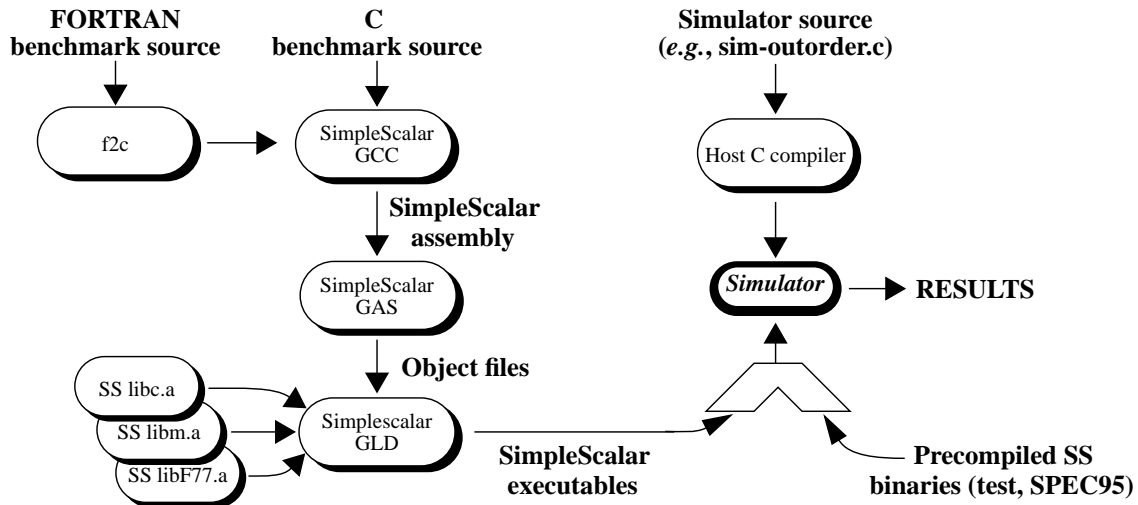 FORTRAN
benchmark source
C
benchmark source
Simulator source
(e.g., sim-outorder.c)
f2c
SimpleScalar
GCC
Host C compiler
SimpleScalar
assembly
SimpleScalar
GAS
Simulator
RESULTS
Object files
SS libc.a
SS libm.a
SS libF77.a
Simplescalar
GLD
SimpleScalar
executables
Precompiled SS
binaries (test, SPEC95)